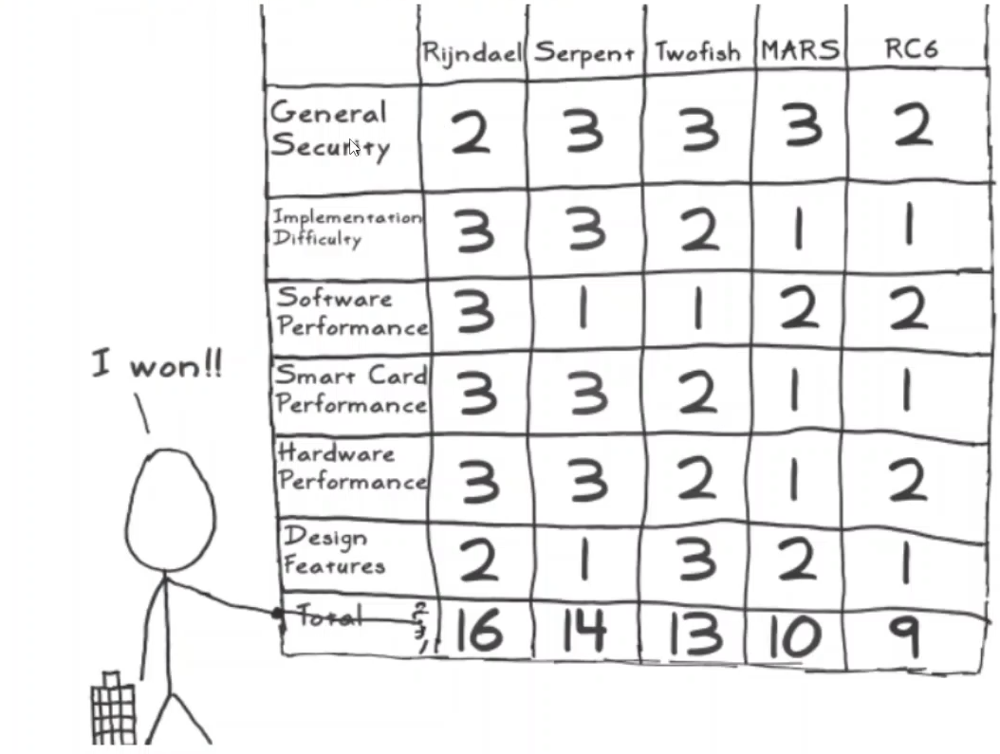 Rijndael Serpent Twofish MARS RC6
General
Security
2 3 3 3 2
Implementation
Difficulty
3 3 2 1 1
Software
Performance
3 1 1 2 2
Smart Card
Performance
3 3 2 1 1
Hardware
Performance
3 3 2 1 2
Design
Features
2 1 3 2 1
Total 16 14 13 10 9
I won!!